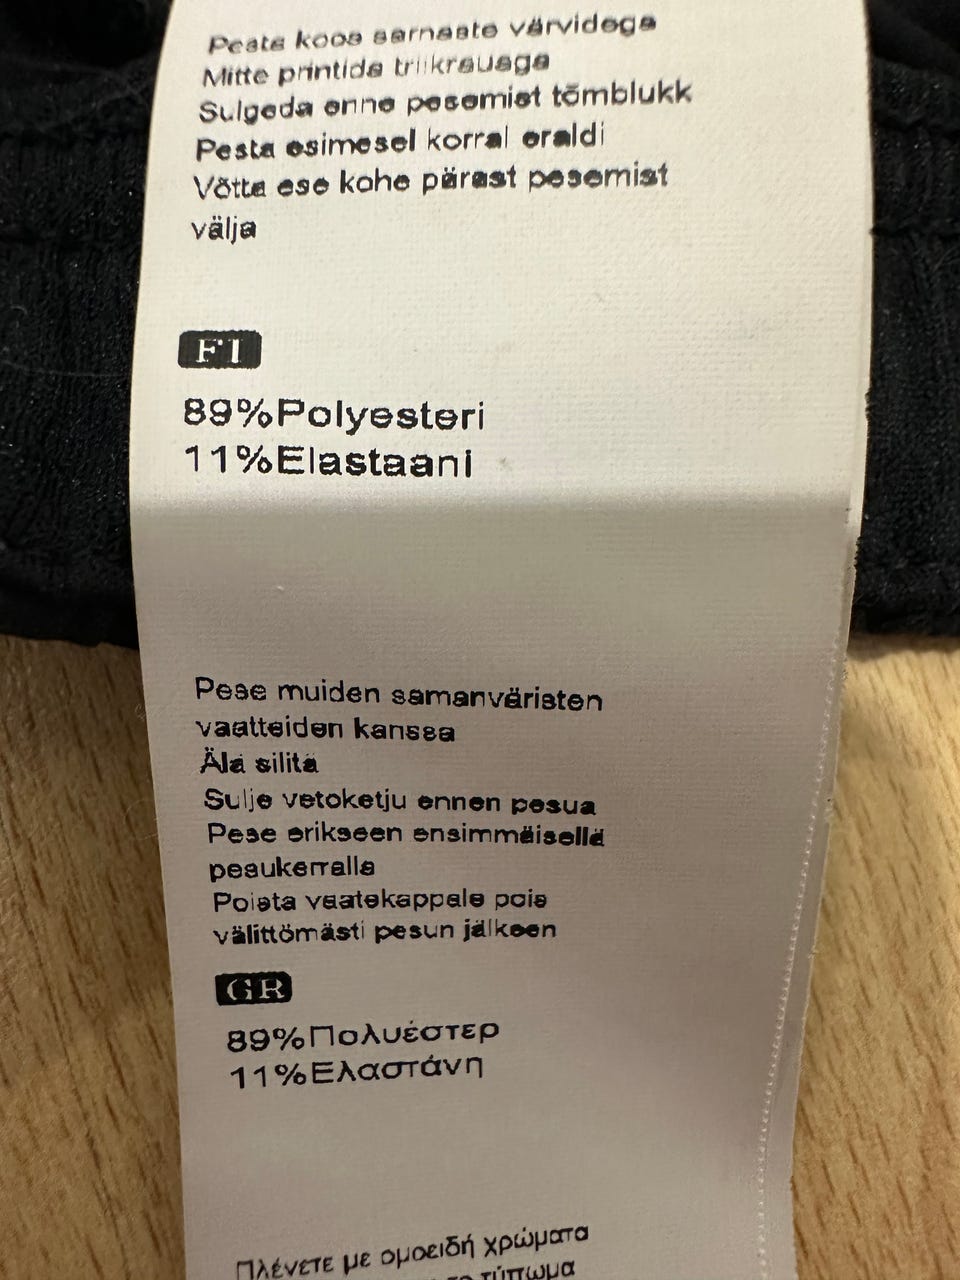 Pesta koos sarnaste värvidega
Mitte printida triikrauaga
Sulgeda enne pesemist tõmblukk
Pesta esimesel korral eraldi
Võtta ese kohe pärast pesemist
välja
FI
89%Polyesteri
11%Elastaani
Pese muiden samanväristen
vaatteiden kanssa
Älä silitä
Sulje vetoketju ennen pesua
Pese erikseen ensimmäisellä
pesukerralla
Poista vaatekappale pois
välittömästi pesun jälkeen
GR
89%Πολυέστερ
11%Ελαστάνη
Πλένετε με ομοειδή χρώματα
τύπωμα